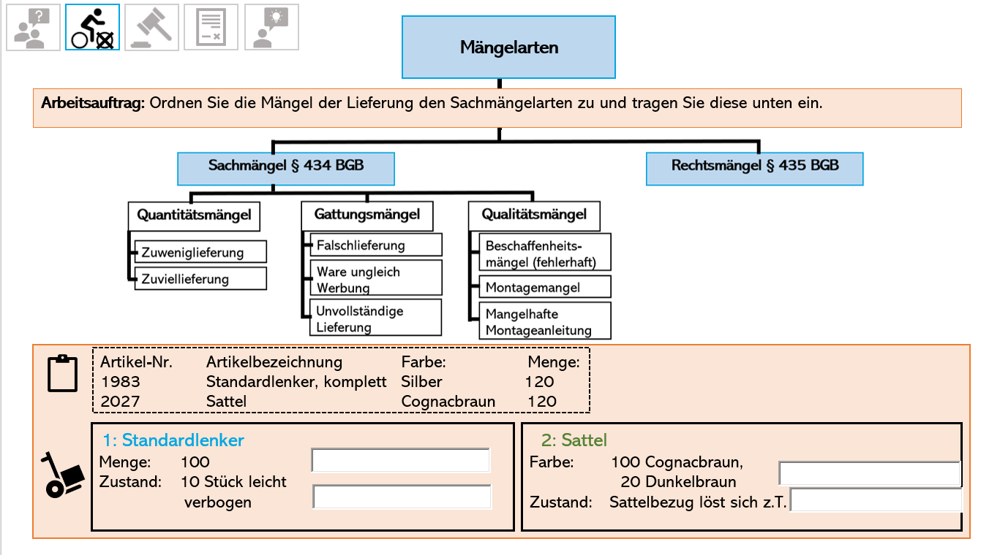 ?
Mängelarten
Arbeitsauftrag: Ordnen Sie die Mängel der Lieferung den Sachmängelarten zu und tragen Sie diese unten ein.
Sachmängel § 434 BGB
Rechtsmängel § 435 BGB
Quantitätsmängel
Zuweniglieferung
Zuviellieferung
Gattungsmängel
Falschlieferung
Ware ungleich
Werbung
Unvollständige
Lieferung
Qualitätsmängel
Beschaffenheits-
mängel (fehlerhaft)
Montagemangel
Mangelhafte
Montageanleitung
Artikel-Nr. Artikelbezeichnung Farbe: Menge:
1983 Standardlenker, komplett Silber 120
2027 Sattel Cognacbraun 120
1: Standardlenker
Menge: 100
Zustand: 10 Stück leicht
verbogen
2: Sattel
Farbe: 100 Cognacbraun,
20 Dunkelbraun
Zustand: Sattelbezug löst sich z.T.